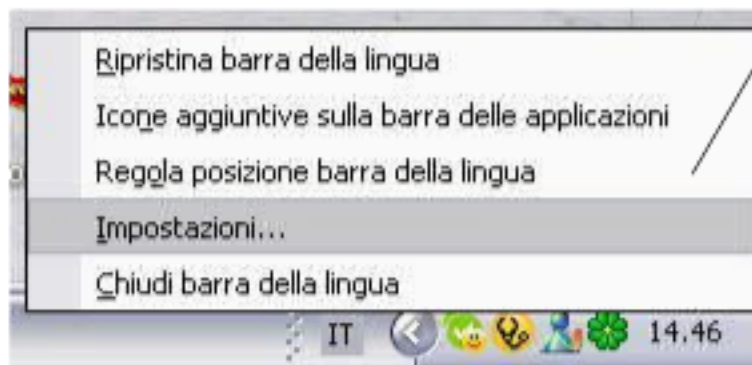 Ripristina barra della lingua
Icone aggiuntive sulla barra delle applicazioni
Regola posizione barra della lingua
Impostazioni...
Chiudi barra della lingua
IT 14.46